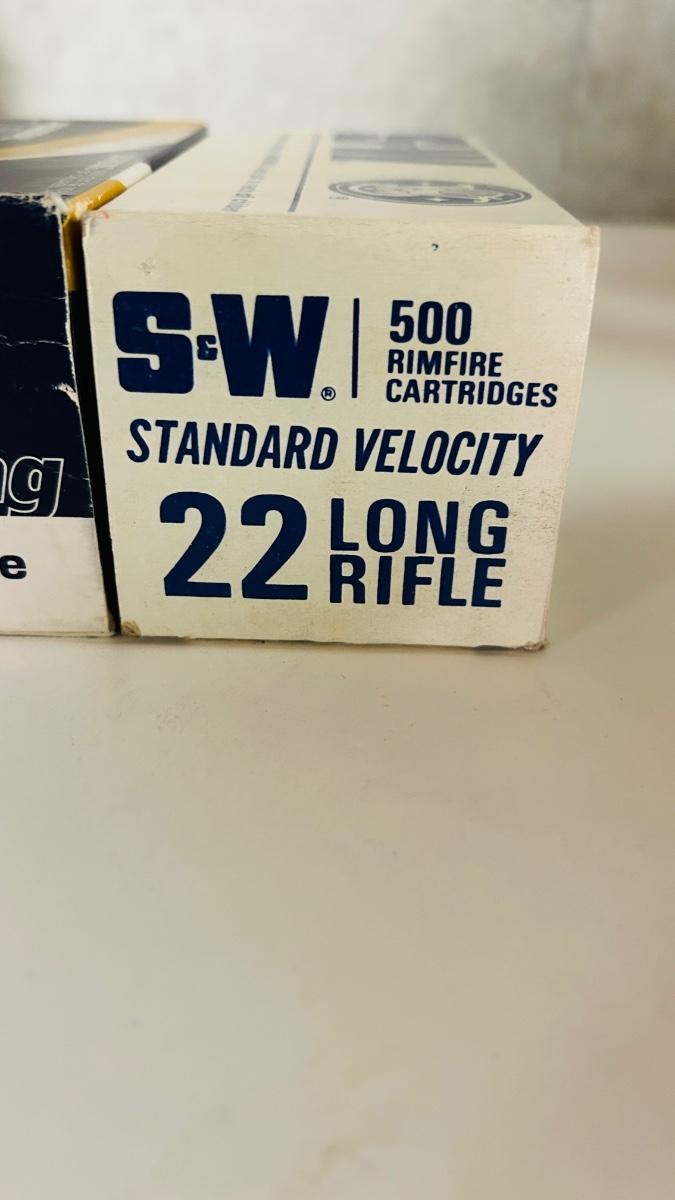 S&W®
500
RIMFIRE
CARTRIDGES
STANDARD VELOCITY
22 LONG
RIFLE